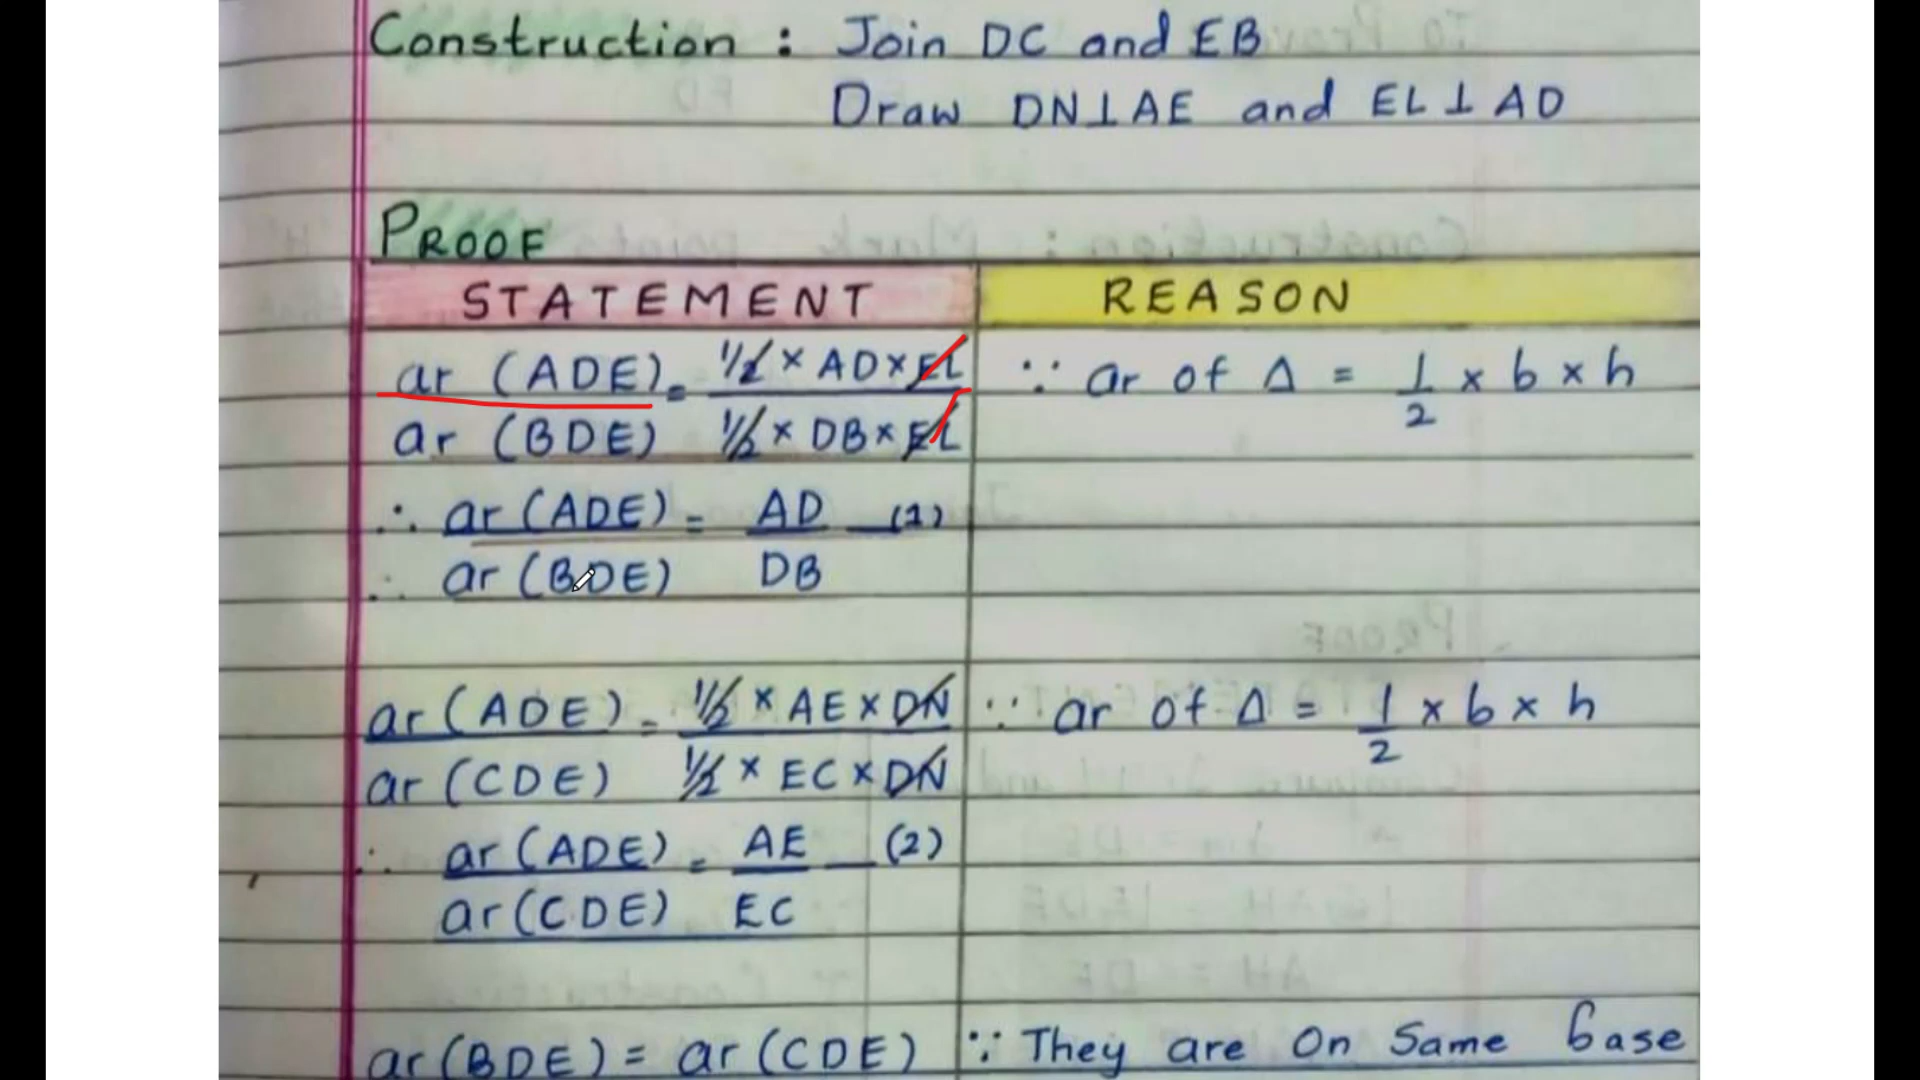 Construction : Join DC and EB
Draw DN⊥AE and EL⊥AD
PROOF
STATEMENT REASON
ar (ADE) = 1/2 × AD × EL ∵ ar of Δ = 1/2 × b × h
ar (BDE) 1/2 × DB × EL
∴ ar (ADE) = AD (1)
∴ ar (BDE) DB
ar (ADE) = 1/2 × AE × DN ∵ ar of Δ = 1/2 × b × h
ar (CDE) 1/2 × EC × DN
∴ ar (ADE) = AE (2)
ar (CDE) EC
ar (BDE) = ar (CDE) ∵ They are On Same base